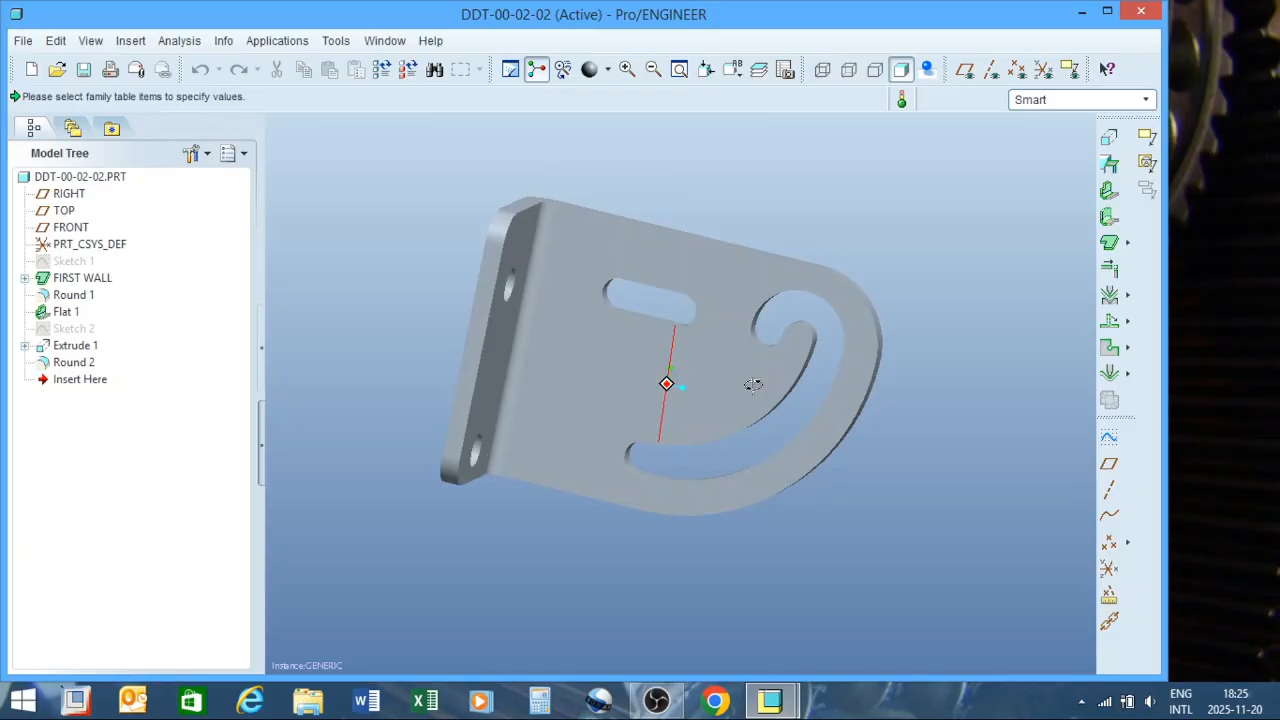 DDT-00-02-02 (Active) - Pro/ENGINEER
File Edit View Insert Analysis Info Applications Tools Window Help
Please select family table items to specify values.
Smart
Model Tree
DDT-00-02-02.PRT
RIGHT
TOP
FRONT
PRT_CSYS_DEF
Sketch 1
FIRST WALL
Round 1
Flat 1
Sketch 2
Extrude 1
Round 2
Insert Here
Instance:GENERIC
ENG 18:25
INTL 2025-11-20